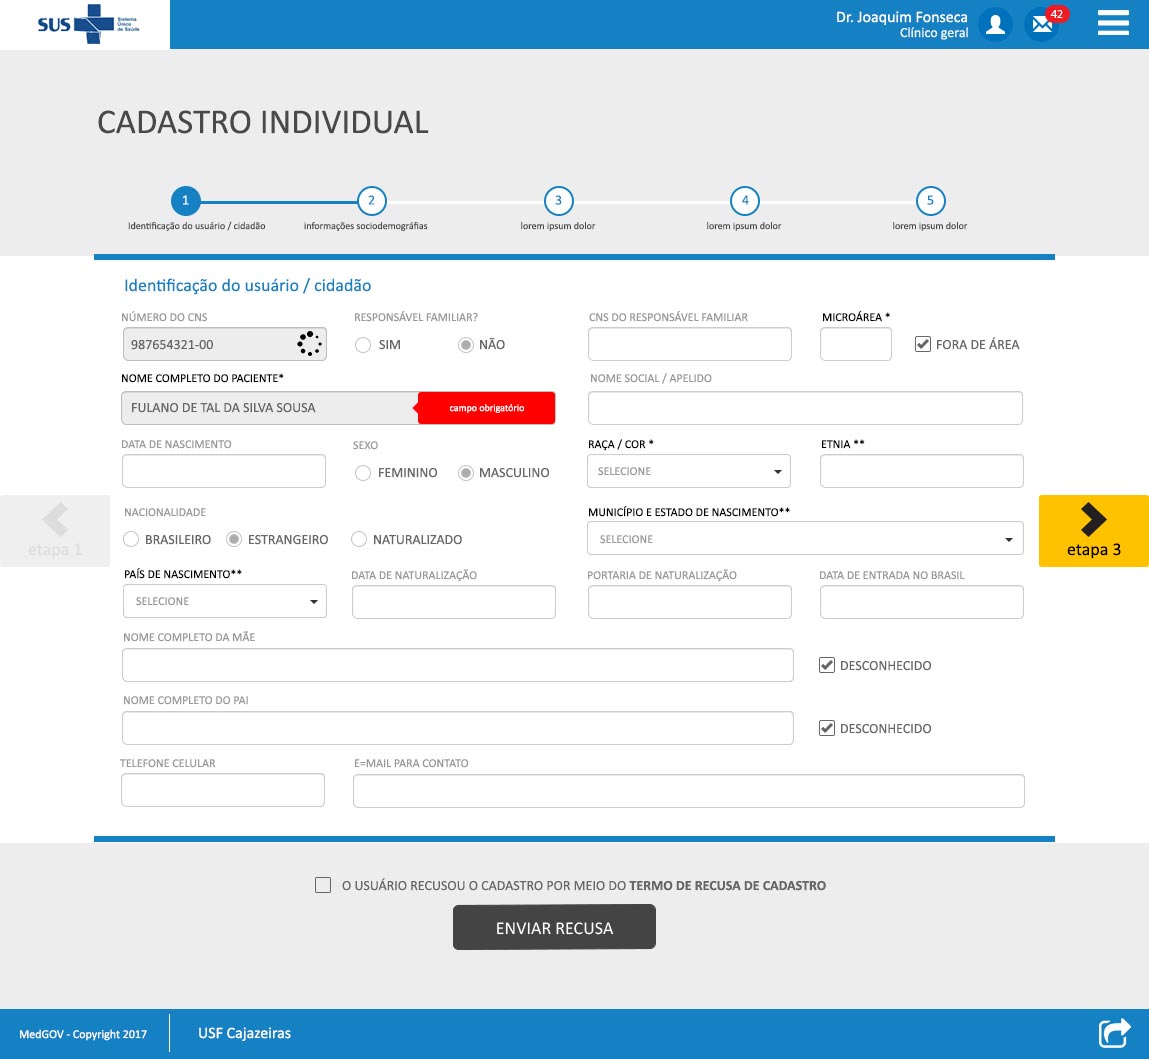 SUS Sistema Único de Saúde
Dr. Joaquim Fonseca
Clínico geral
42
CADASTRO INDIVIDUAL
1 2 3 4 5
Identificação do usuário / cidadão informações sociodemográfias lorem ipsum dolor lorem ipsum dolor lorem ipsum dolor
Identificação do usuário / cidadão
NÚMERO DO CNS RESPONSÁVEL FAMILIAR? CNS DO RESPONSÁVEL FAMILIAR MICROÁREA *
987654321-00 SIM NÃO FORA DE ÁREA
NOME COMPLETO DO PACIENTE* NOME SOCIAL / APELIDO
FULANO DE TAL DA SILVA SOUSA campo obrigatório
DATA DE NASCIMENTO SEXO RAÇA / COR * ETNIA **
FEMININO MASCULINO SELECIONE
NACIONALIDADE MUNICÍPIO E ESTADO DE NASCIMENTO**
BRASILEIRO ESTRANGEIRO NATURALIZADO SELECIONE
etapa 1
etapa 3
PAÍS DE NASCIMENTO** DATA DE NATURALIZAÇÃO PORTARIA DE NATURALIZAÇÃO DATA DE ENTRADA NO BRASIL
SELECIONE
NOME COMPLETO DA MÃE
DESCONHECIDO
NOME COMPLETO DO PAI
DESCONHECIDO
TELEFONE CELULAR E=MAIL PARA CONTATO
O USUÁRIO RECUSOU O CADASTRO POR MEIO DO TERMO DE RECUSA DE CADASTRO
ENVIAR RECUSA
MedGOV - Copyright 2017 USF Cajazeiras